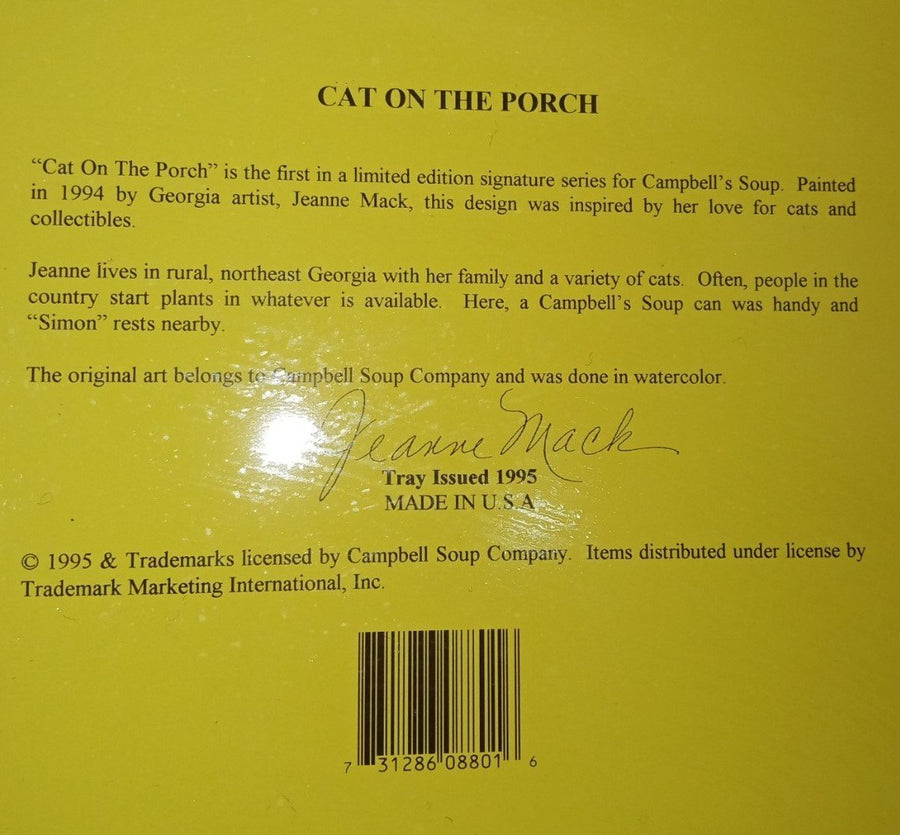 CAT ON THE PORCH
“Cat On The Porch” is the first in a limited edition signature series for Campbell’s Soup. Painted
in 1994 by Georgia artist, Jeanne Mack, this design was inspired by her love for cats and
collectibles.
Jeanne lives in rural, northeast Georgia with her family and a variety of cats. Often, people in the
country start plants in whatever is available. Here, a Campbell’s Soup can was handy and
“Simon” rests nearby.
The original art belongs to Campbell Soup Company and was done in watercolor.
Jeanne Mack
Tray Issued 1995
MADE IN U.S.A
© 1995 & Trademarks licensed by Campbell Soup Company. Items distributed under license by
Trademark Marketing International, Inc.
7 31286 08801 6